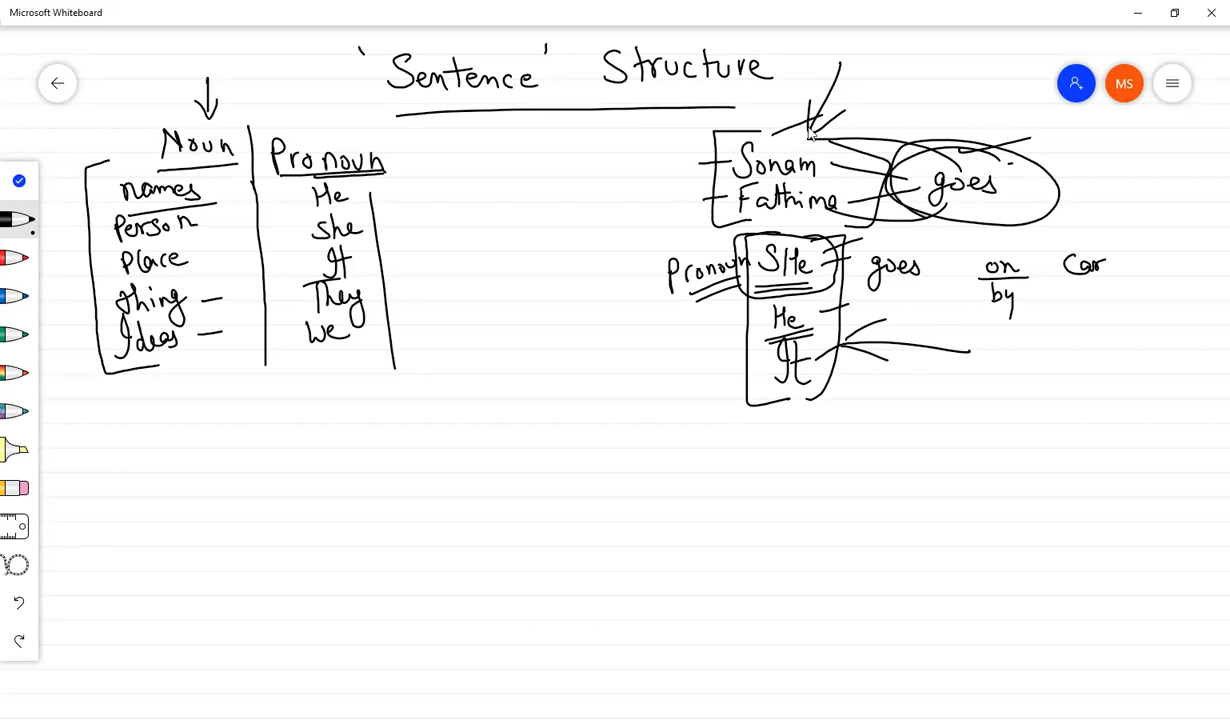 Microsoft Whiteboard
'Sentence' Structure
MS
Noun
Pronoun
names
Person
Place
thing
Ideas
He
She
It
They
We
Sonam
Fathima
goes
Pronoun S/He goes on by Car
He
It